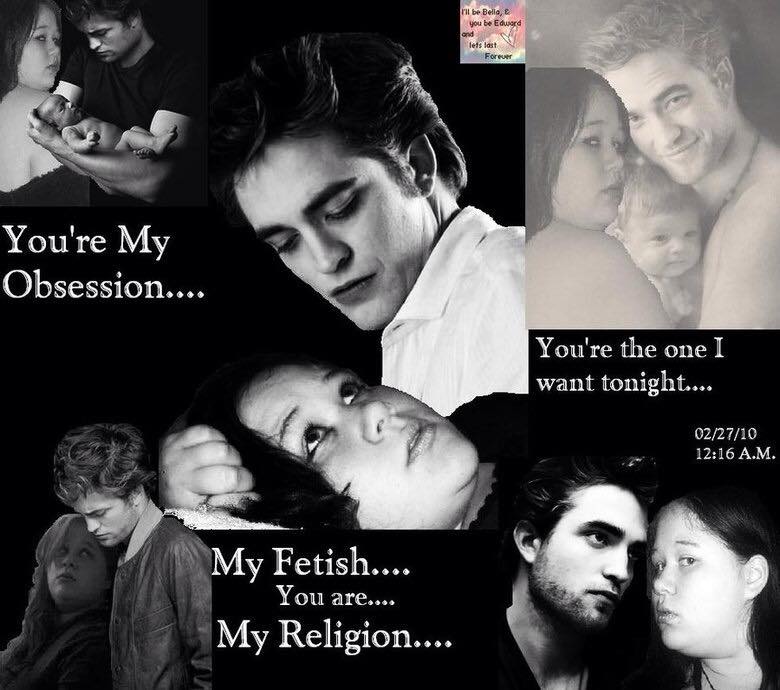 I'll be Bella, &
you be Edward
and
lets last
Forever
You're My
Obsession....
You're the one I
want tonight....
02/27/10
12:16 A.M.
My Fetish....
You are....
My Religion....